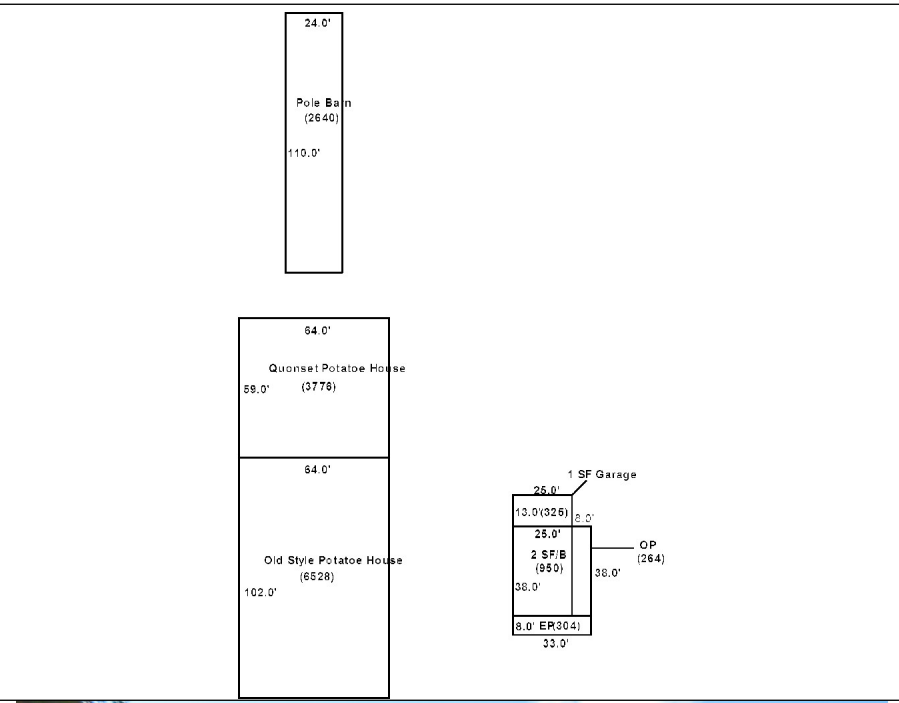 24.0'
Pole Barn
(2640)
110.0'
64.0'
Quonset Potatoe House
59.0' (3776)
64.0'
Old Style Potatoe House
(6528)
102.0'
1 SF Garage
25.0'
13.0'(325)
8.0'
25.0'
2 SF/B
(950)
38.0'
OP
(264)
38.0'
8.0' EP(304)
33.0'